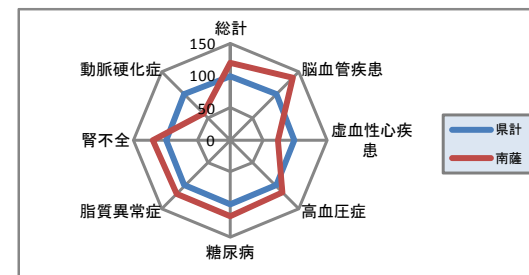 総計
150
動脈硬化症
脳血管疾患
100
50
腎不全
0
虚血性心疾
患
県計
南薩
脂質異常症
高血圧症
糖尿病